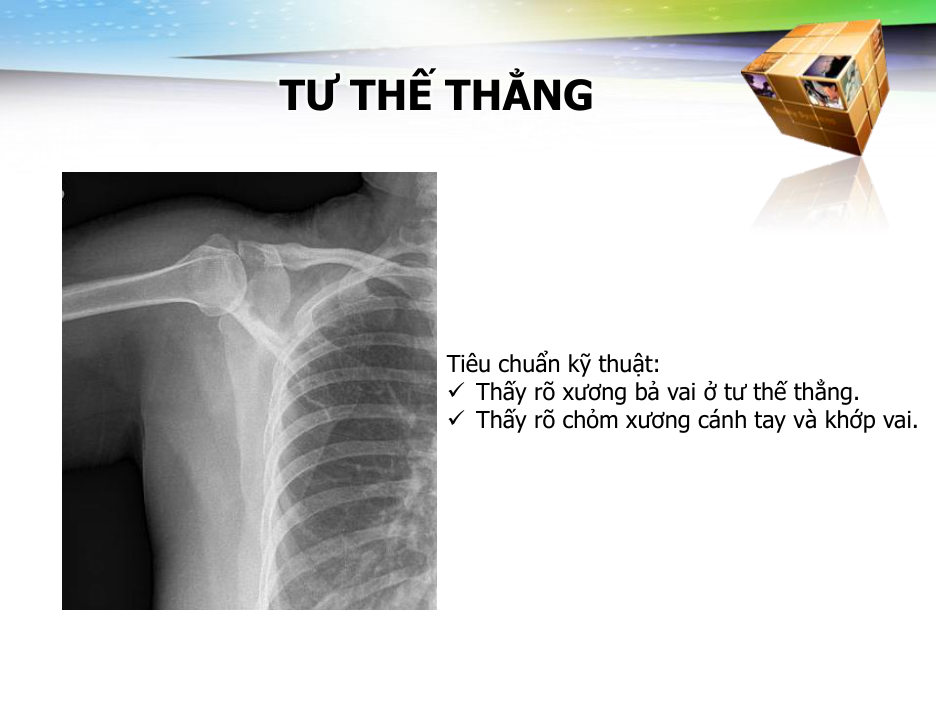 TƯ THẾ THẲNG
Tiêu chuẩn kỹ thuật:
✓ Thấy rõ xương bả vai ở tư thế thẳng.
✓ Thấy rõ chỏm xương cánh tay và khớp vai.